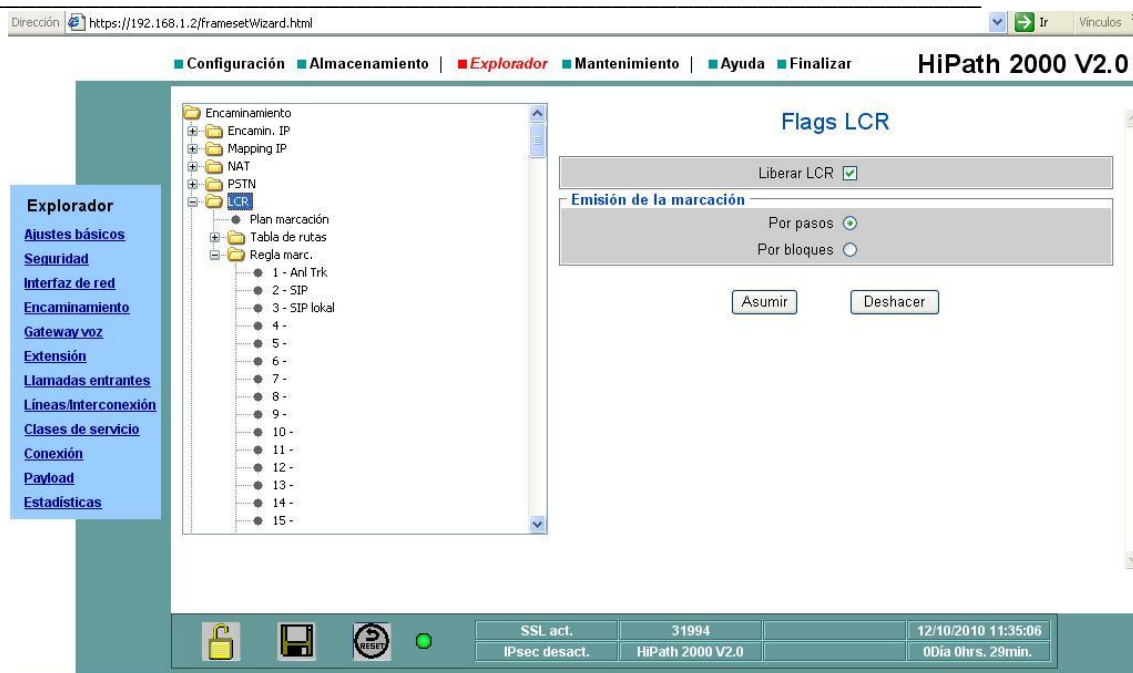 Dirección https://192.168.1.2/framesetWizard.html Ir Vínculos
Configuración Almacenamiento | Explorador Mantenimiento | Ayuda Finalizar HiPath 2000 V2.0
Explorador
Ajustes básicos
Seguridad
Interfaz de red
Encaminamiento
Gateway voz
Extensión
Llamadas entrantes
Líneas/Interconexión
Clases de servicio
Conexión
Payload
Estadísticas
Encaminamiento
Encamin. IP
Mapping IP
NAT
PSTN
LCR
Plan marcación
Tabla de rutas
Regla marc.
1 - Anl Trk
2 - SIP
3 - SIP lokal
4 -
5 -
6 -
7 -
8 -
9 -
10 -
11 -
12 -
13 -
14 -
15 -
Flags LCR
Liberar LCR
Emisión de la marcación
Por pasos
Por bloques
Asumir Deshacer
RESET
SSL act. 31994 12/10/2010 11:35:06
IPsec desact. HiPath 2000 V2.0 0Día 0hrs. 29min.